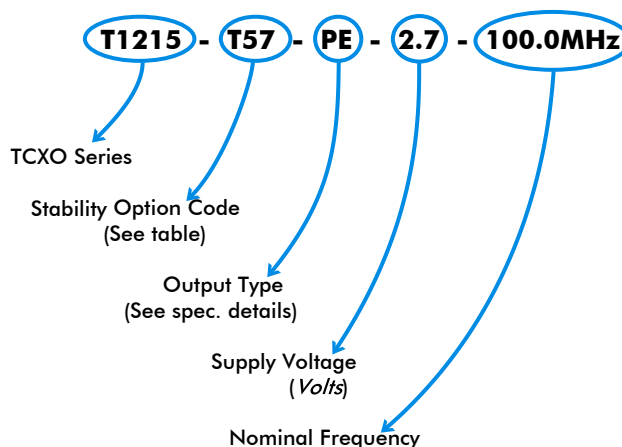 T1215 - T57 - PE - 2.7 - 100.0MHz
TCXO Series
Stability Option Code
(See table)
Output Type
(See spec. details)
Supply Voltage
(Volts)
Nominal Frequency